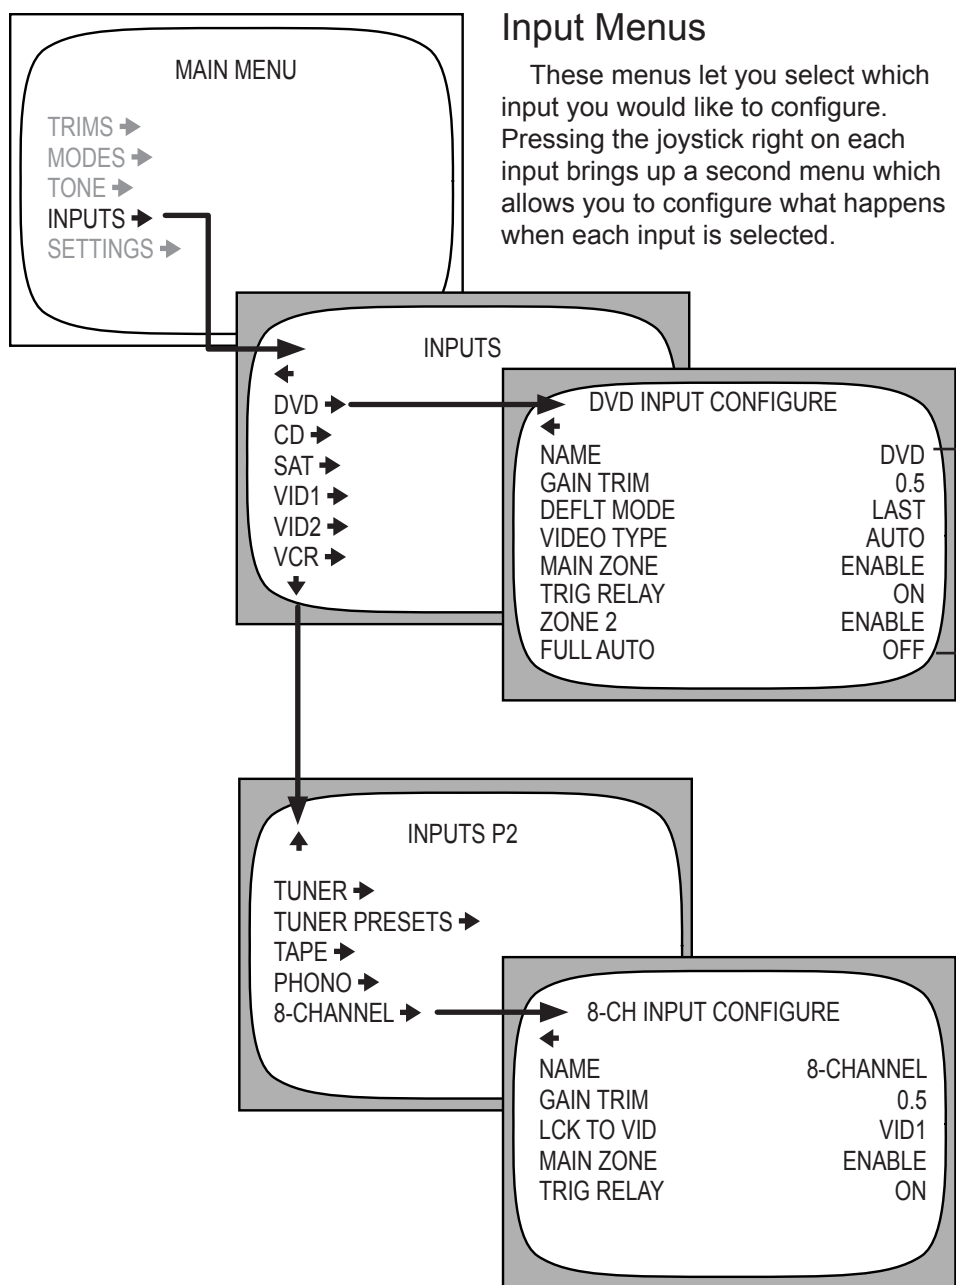 Input Menus
These menus let you select which
input you would like to configure.
Pressing the joystick right on each
input brings up a second menu which
allows you to configure what happens
when each input is selected.
MAIN MENU
TRIMS
MODES
TONE
INPUTS
SETTINGS
INPUTS
DVD
CD
SAT
VID1
VID2
VCR
DVD INPUT CONFIGURE
NAME DVD
GAIN TRIM 0.5
DEFLT MODE LAST
VIDEO TYPE AUTO
MAIN ZONE ENABLE
TRIG RELAY ON
ZONE 2 ENABLE
FULL AUTO OFF
INPUTS P2
TUNER
TUNER PRESETS
TAPE
PHONO
8-CHANNEL
8-CH INPUT CONFIGURE
NAME 8-CHANNEL
GAIN TRIM 0.5
LCK TO VID VID1
MAIN ZONE ENABLE
TRIG RELAY ON